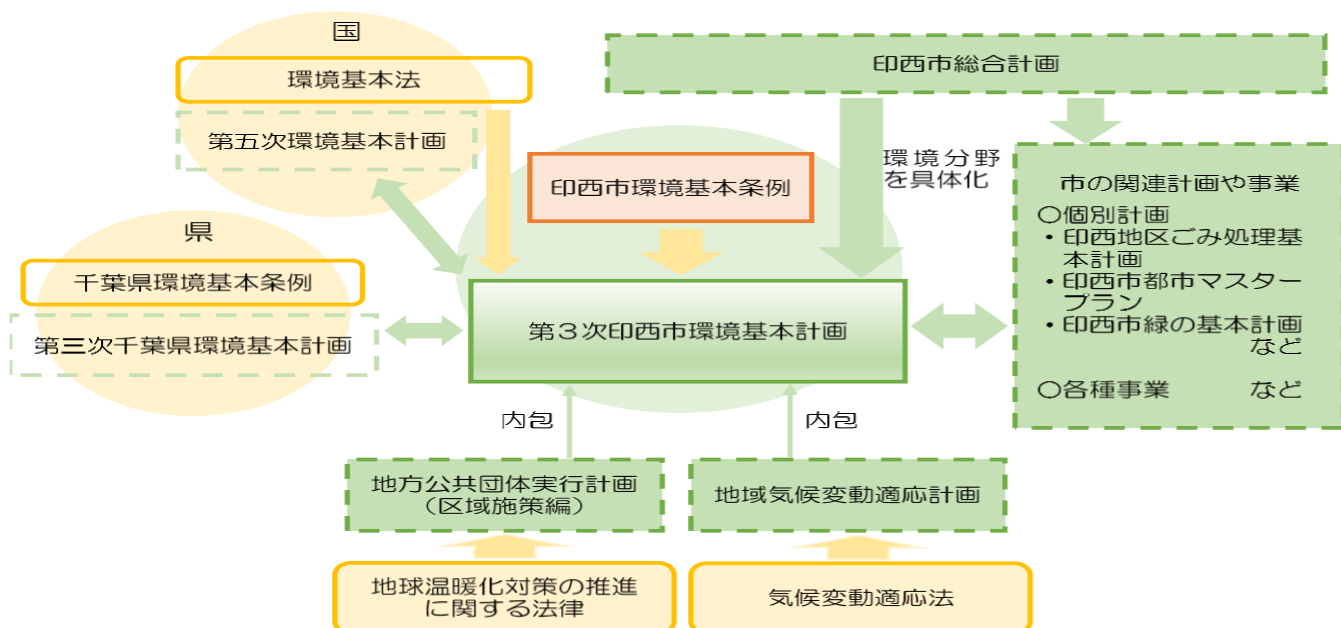 国
環境基本法
第五次環境基本計画
県
千葉県環境基本条例
第三次千葉県環境基本計画
印西市総合計画
環境分野
を具体化
印西市環境基本条例
第３次印西市環境基本計画
市の関連計画や事業
〇個別計画
・印西地区ごみ処理基
本計画
・印西市都市マスター
プラン
・印西市緑の基本計画
など
〇各種事業　　　など
内包
内包
地方公共団体実行計画
（区域施策編）
地域気候変動適応計画
地球温暖化対策の推進
に関する法律
気候変動適応法